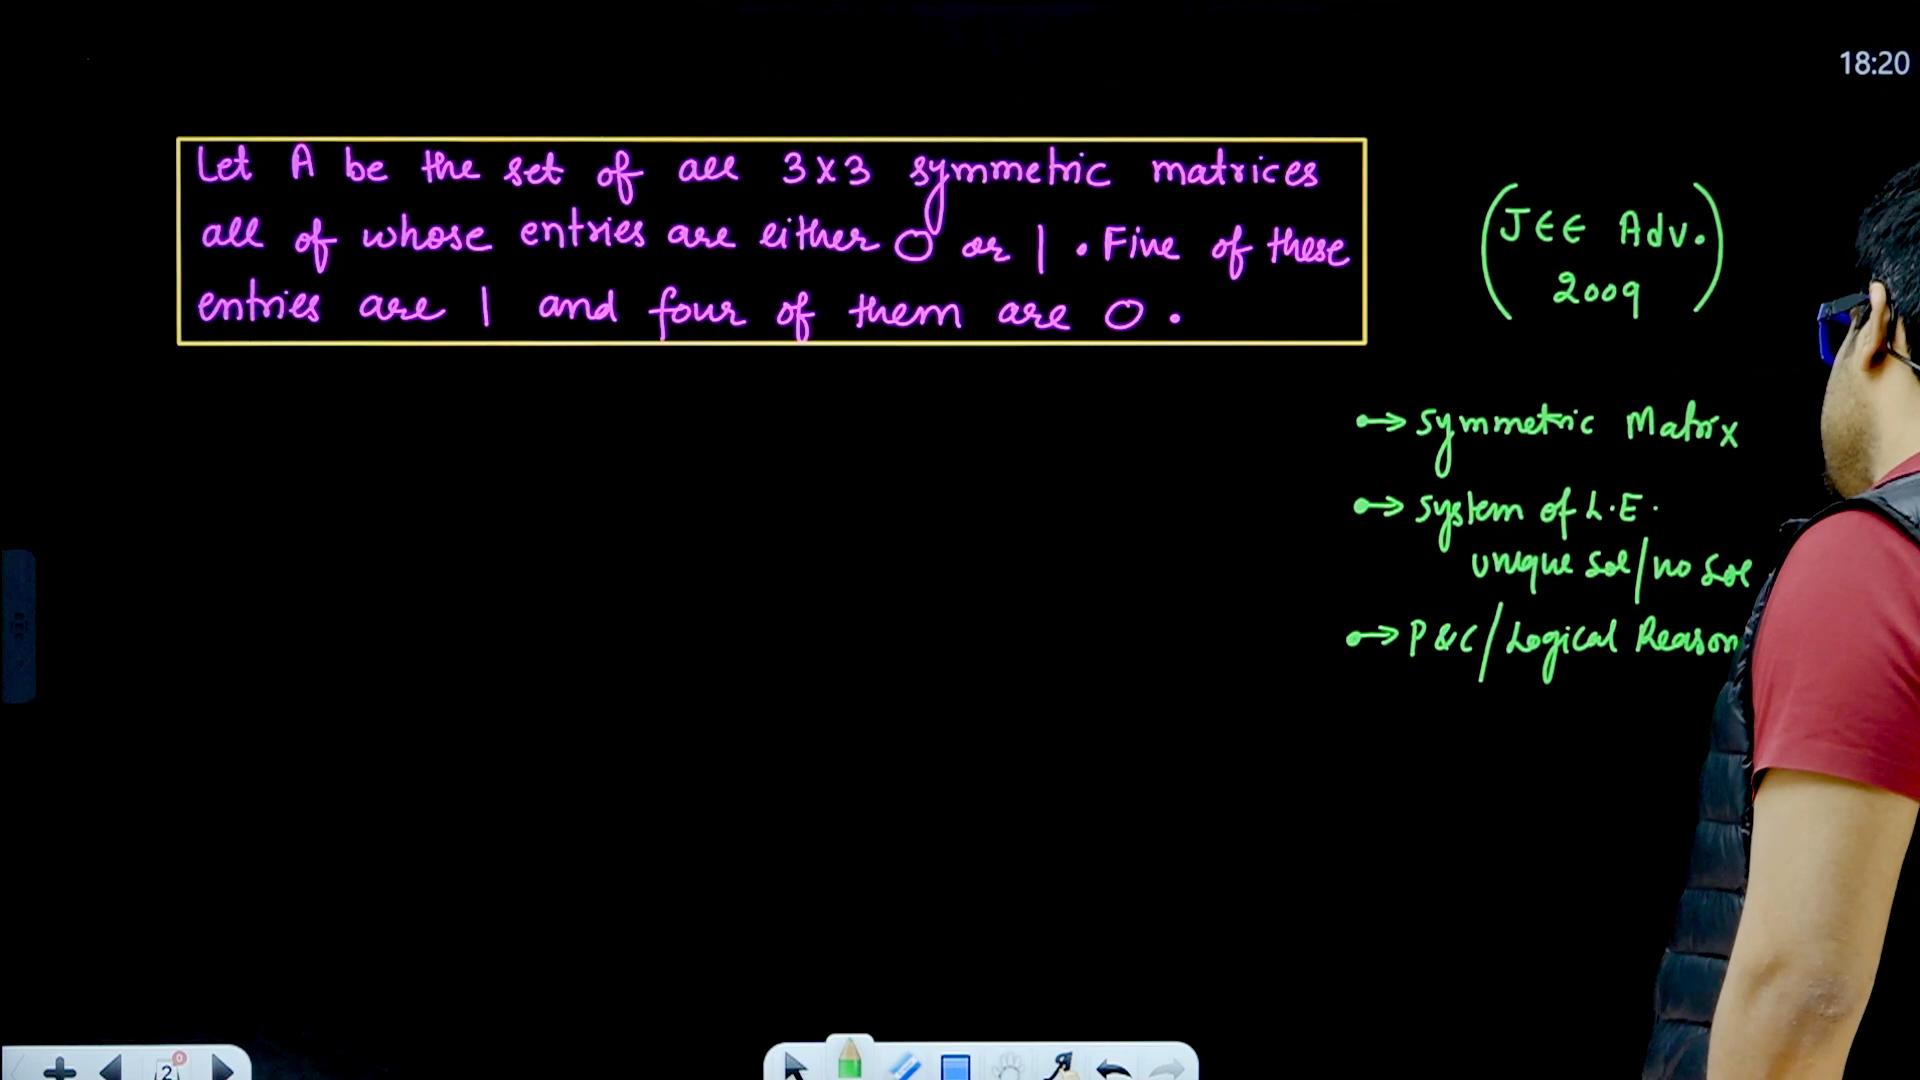 18:20
Let A be the set of all 3x3 symmetric matrices
all of whose entries are either 0 or 1 . Five of these
entries are 1 and four of them are 0 .
(JEE Adv.
2009)
→ Symmetric Matrix
→ System of L.E.
unique sol/no sol
→ P&C/Logical Reason
2
0